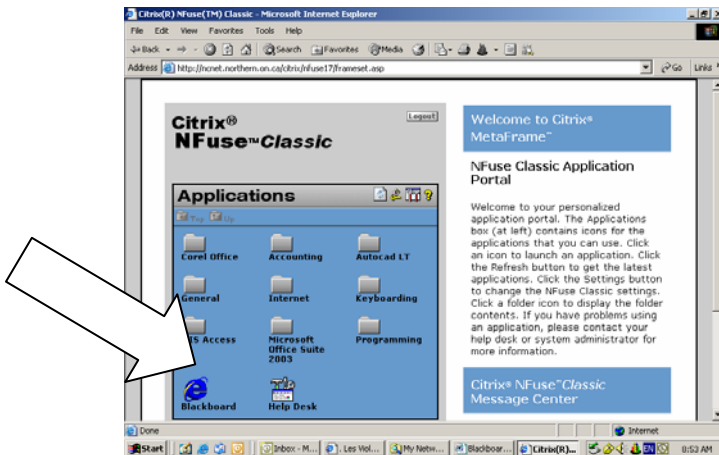 Citrix(R) NFuse(TM) Classic - Microsoft Internet Explorer
File Edit View Favorites Tools Help
Back Search Favorites Media
Address http://ncnet.northern.on.ca/citrix/nfuse17/frameset.asp Go Links
Citrix®
NFuse™Classic
Logout
Applications
Top Up
Corel Office Accounting Autocad LT
General Internet Keyboarding
IS Access Microsoft Office Suite 2003 Programming
Blackboard Help Desk
Welcome to Citrix®
MetaFrame™
NFuse Classic Application
Portal
Welcome to your personalized
application portal. The Applications
box (at left) contains icons for the
applications that you can use. Click
an icon to launch an application. Click
the Refresh button to get the latest
applications. Click the Settings button
to change the NFuse Classic settings.
Click a folder icon to display the folder
contents. If you have problems using
an application, please contact your
help desk or system administrator for
more information.
Citrix® NFuse™Classic
Message Center
Done Internet
Start Inbox - M... . Les Viol... My Netw... Blackboar... Citrix(R)... EN 8:53 AM